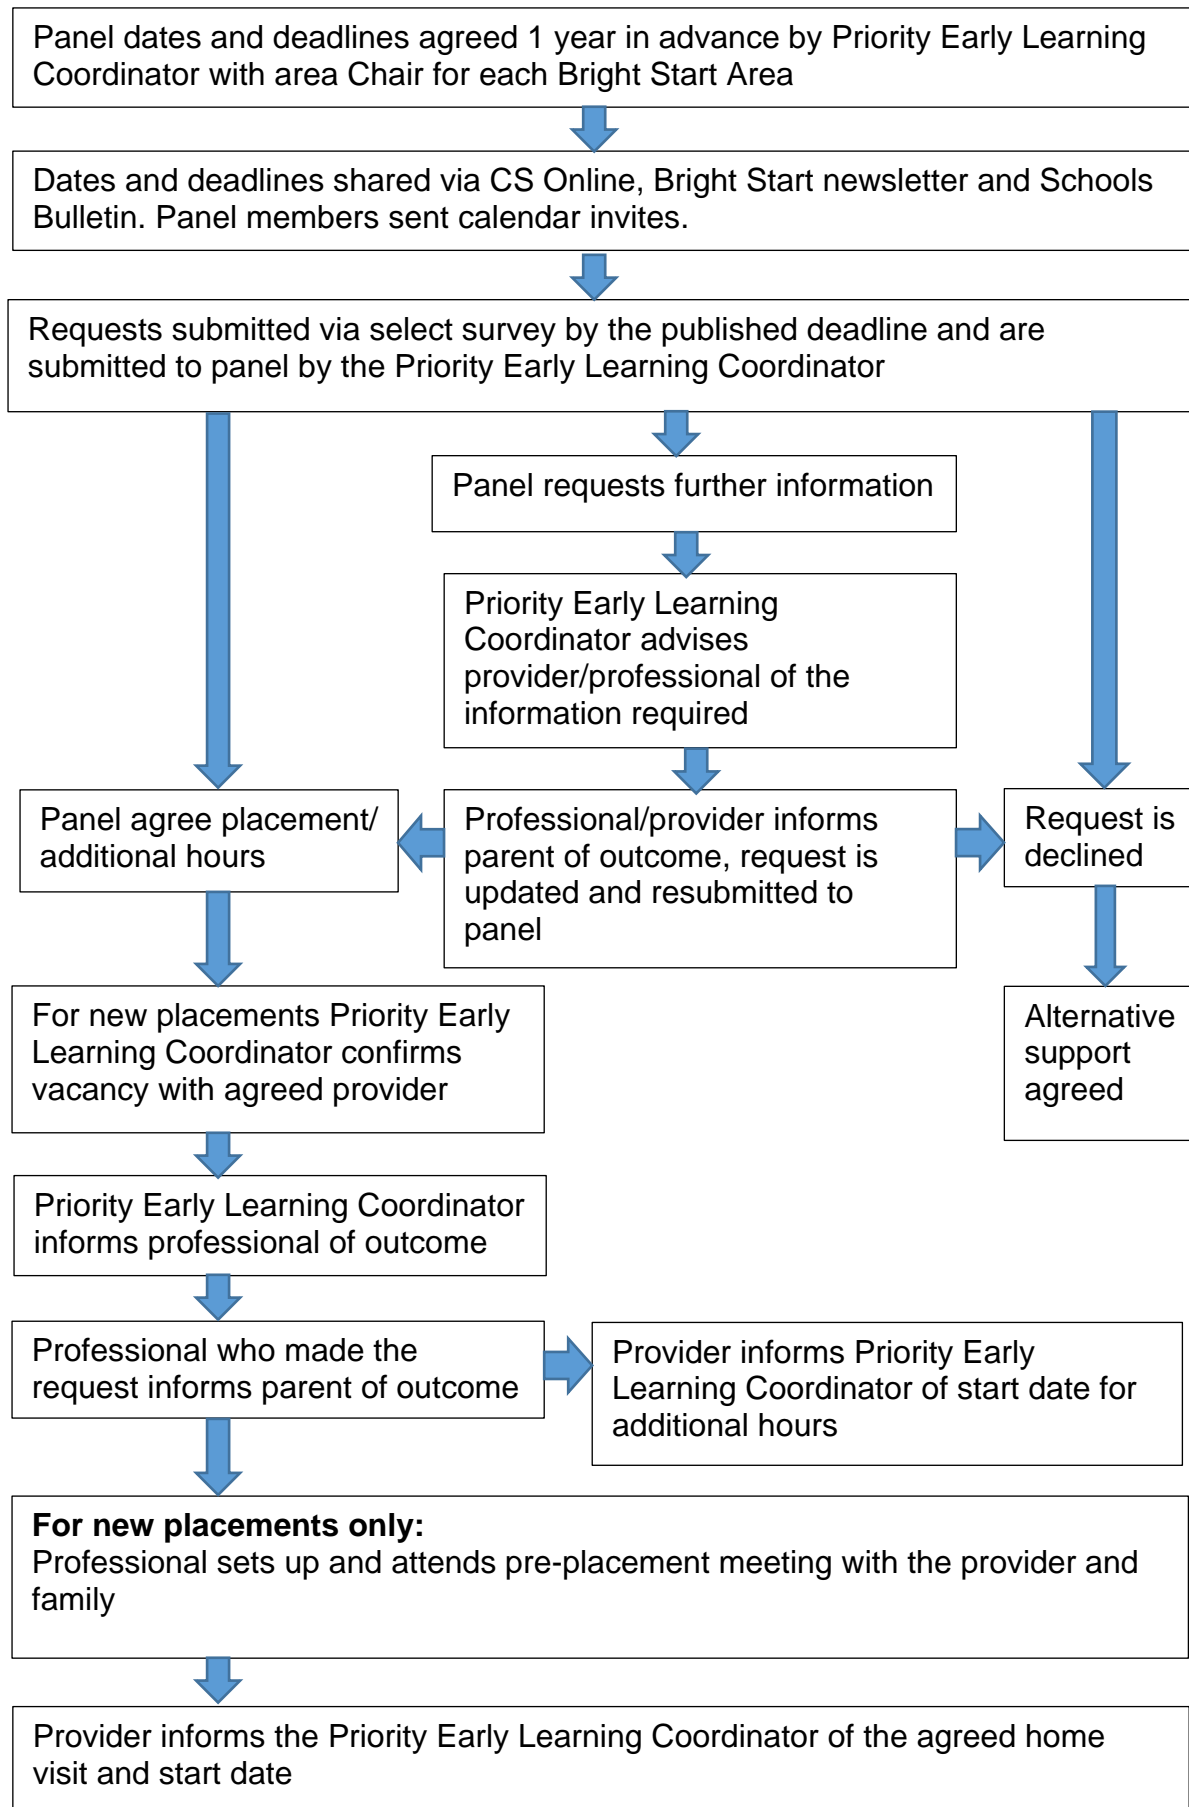 Panel dates and deadlines agreed 1 year in advance by Priority Early Learning
Coordinator with area Chair for each Bright Start Area
Dates and deadlines shared via CS Online, Bright Start newsletter and Schools
Bulletin. Panel members sent calendar invites.
Requests submitted via select survey by the published deadline and are
submitted to panel by the Priority Early Learning Coordinator
Panel requests further information
Priority Early Learning
Coordinator advises
provider/professional of the
information required
Panel agree placement/
additional hours
Professional/provider informs
parent of outcome, request is
updated and resubmitted to
panel
Request is
declined
For new placements Priority Early
Learning Coordinator confirms
vacancy with agreed provider
Alternative
support
agreed
Priority Early Learning Coordinator
informs professional of outcome
Professional who made the
request informs parent of outcome
Provider informs Priority Early
Learning Coordinator of start date for
additional hours
For new placements only:
Professional sets up and attends pre-placement meeting with the provider and
family
Provider informs the Priority Early Learning Coordinator of the agreed home
visit and start date